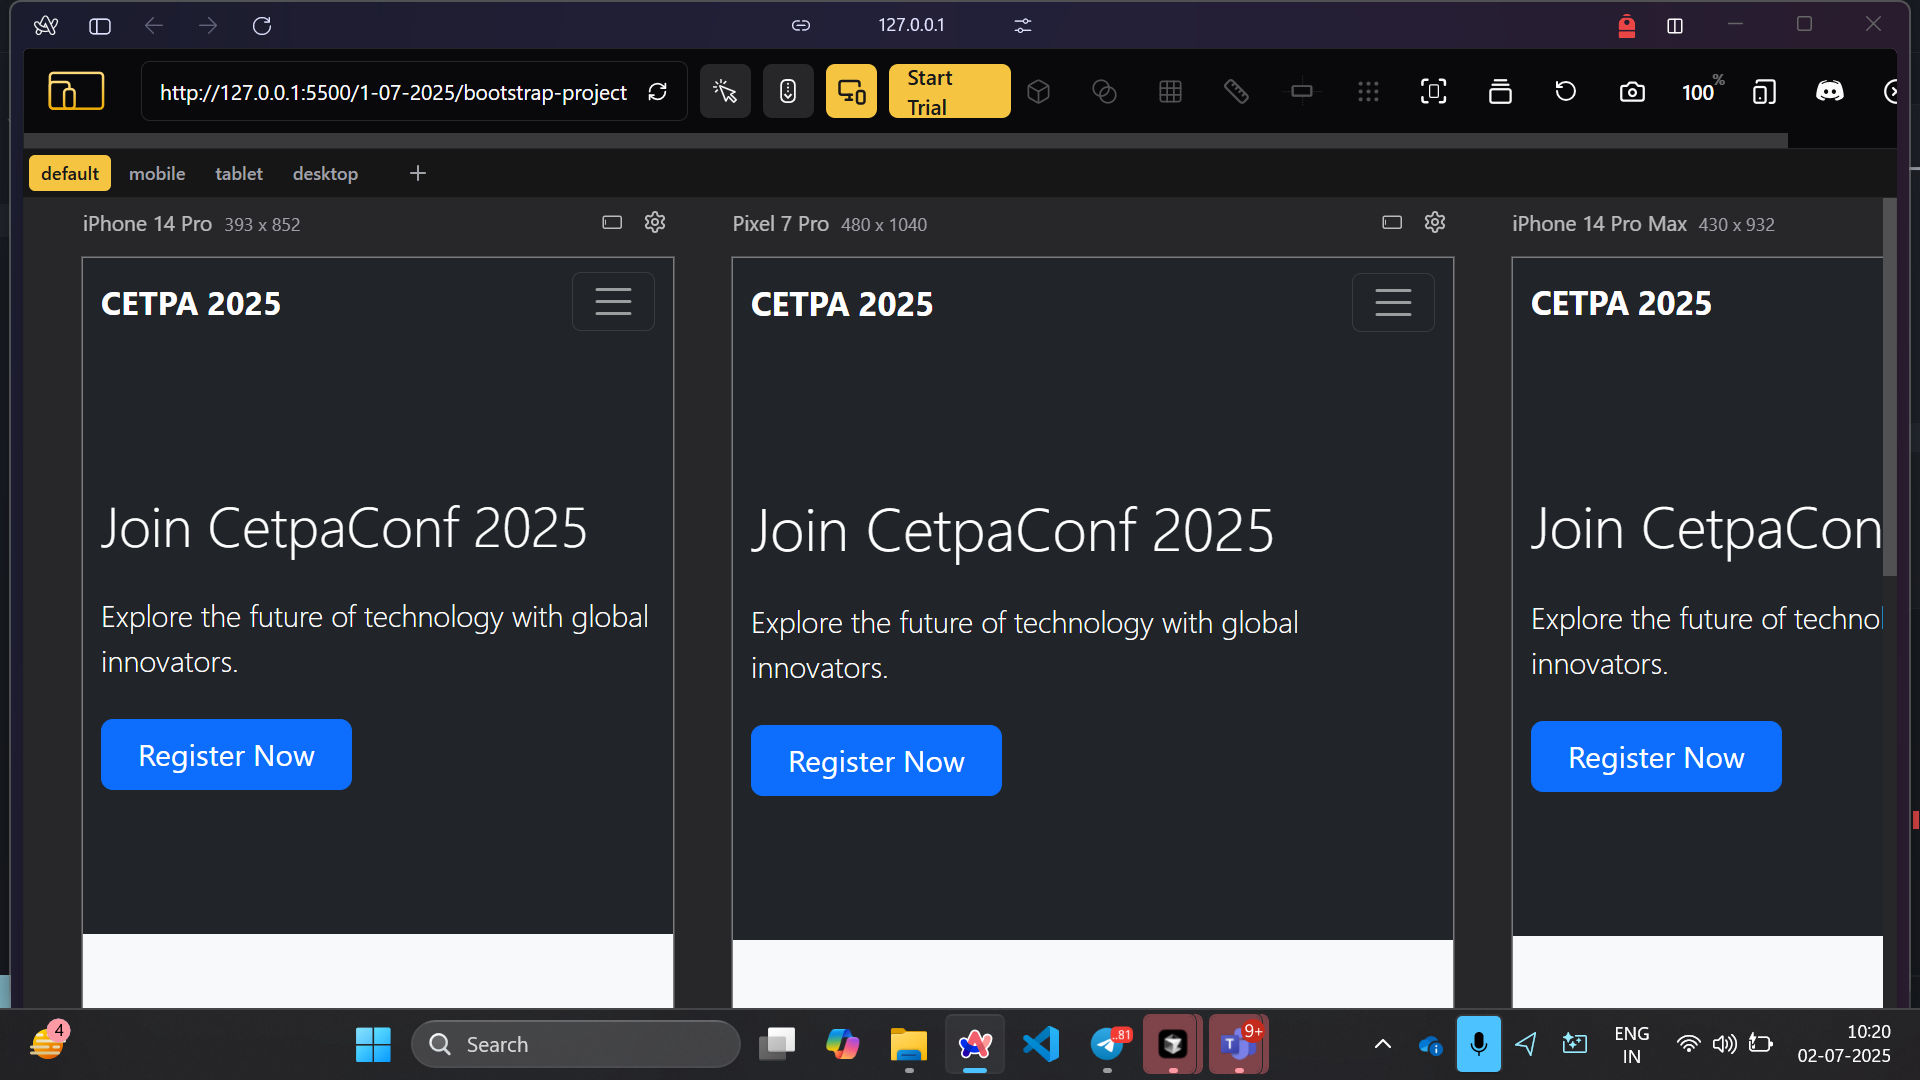 127.0.0.1
http://127.0.0.1:5500/1-07-2025/bootstrap-project
Start
Trial
100%
default
mobile
tablet
desktop
iPhone 14 Pro 393 x 852
CETPA 2025
Join CetpaConf 2025
Explore the future of technology with global
innovators.
Register Now
Pixel 7 Pro 480 x 1040
CETPA 2025
Join CetpaConf 2025
Explore the future of technology with global
innovators.
Register Now
iPhone 14 Pro Max 430 x 932
CETPA 2025
Join CetpaCon
Explore the future of technol
innovators.
Register Now
4
Search
..81
T
9+
ENG
IN
10:20
02-07-2025